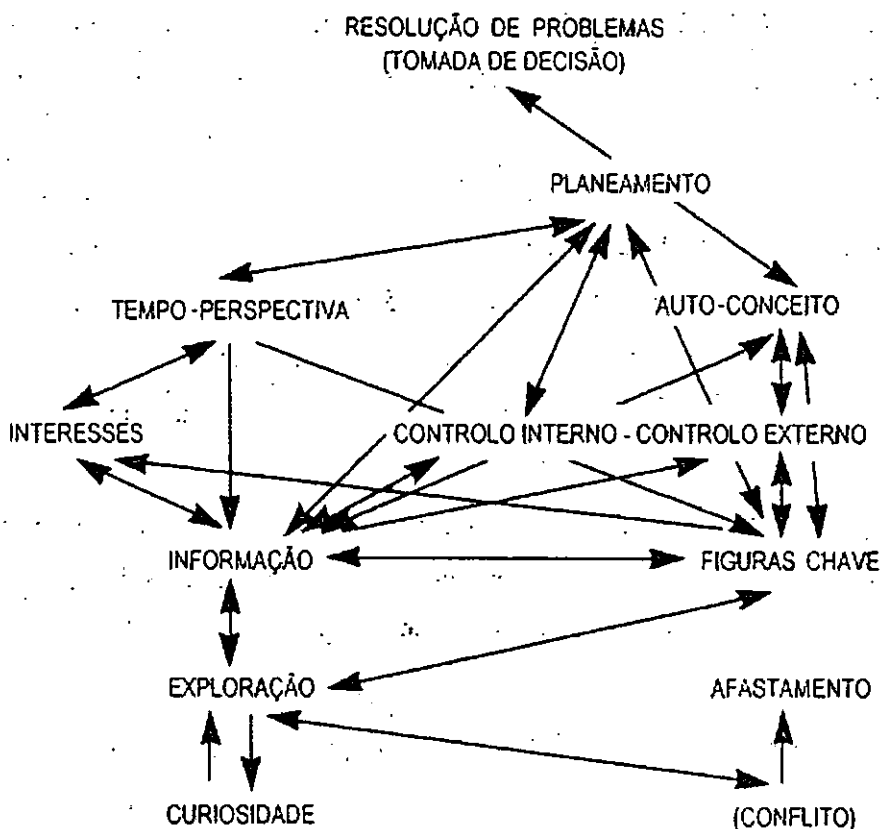 RESOLUÇÃO DE PROBLEMAS
(TOMADA DE DECISÃO)
PLANEAMENTO
TEMPO-PERSPECTIVA
AUTO-CONCEITO
INTERESSES
CONTROLO INTERNO - CONTROLO EXTERNO
INFORMAÇÃO
FIGURAS CHAVE
EXPLORAÇÃO
AFASTAMENTO
CURIOSIDADE
(CONFLITO)